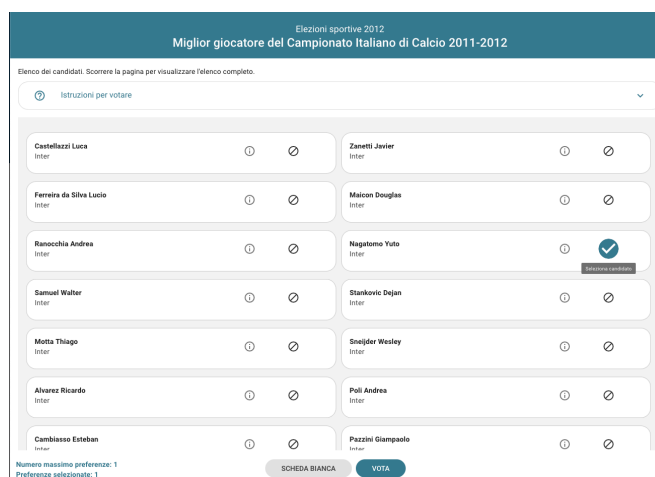 Elezioni sportive 2012
Miglior giocatore del Campionato Italiano di Calcio 2011-2012
Elenco dei candidati. Scorrere la pagina per visualizzare l'elenco completo.
Istruzioni per votare
Castellazzi Luca
Inter
Zanetti Javier
Inter
Ferreira da Silva Lucio
Inter
Maicon Douglas
Inter
Ranocchia Andrea
Inter
Nagatomo Yuto
Inter
Seleziona candidato
Samuel Walter
Inter
Stankovic Dejan
Inter
Motta Thiago
Inter
Sneijder Wesley
Inter
Alvarez Ricardo
Inter
Poli Andrea
Inter
Cambiasso Esteban
Inter
Pazzini Giampaolo
Inter
Numero massimo preferenze: 1
Preferenze selezionate: 1
SCHEDA BIANCA
VOTA